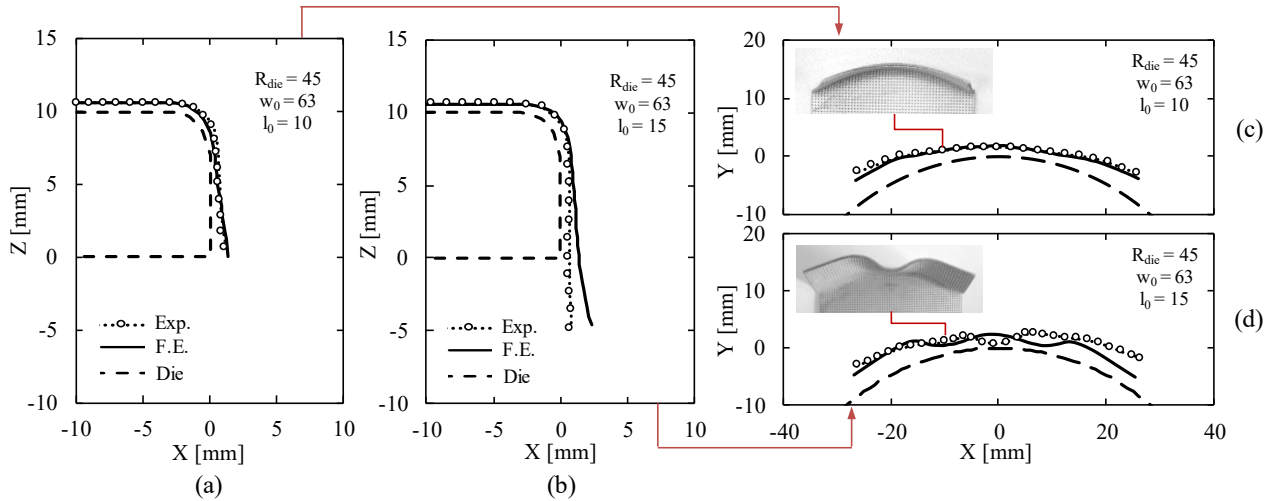 15
10
5
0
-5
-10
Z [mm]
R_die = 45
w_0 = 63
l_0 = 10
Exp.
F.E.
Die
-10
-5
0
5
10
X [mm]
(a)
15
10
5
0
-5
-10
Z [mm]
R_die = 45
w_0 = 63
l_0 = 15
Exp.
F.E.
Die
-10
-5
0
5
10
X [mm]
(b)
20
10
0
-10
Y [mm]
R_die = 45
w_0 = 63
l_0 = 10
(c)
20
10
0
-10
Y [mm]
R_die = 45
w_0 = 63
l_0 = 15
(d)
-40
-20
0
20
40
X [mm]